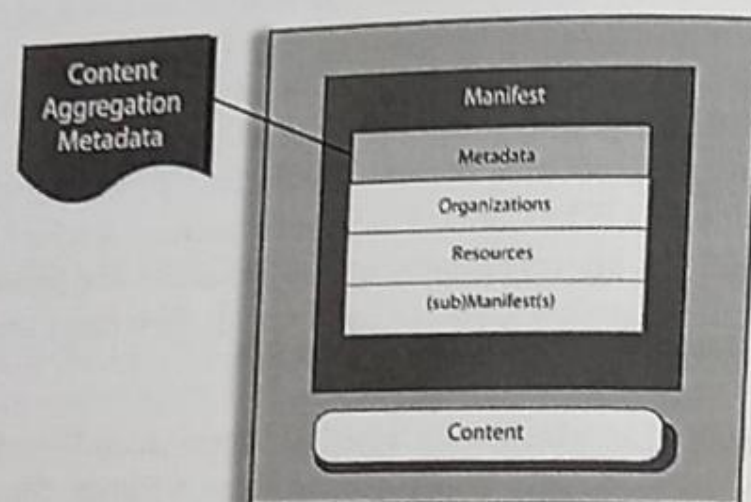 Content
Aggregation
Metadata
Manifest
Metadata
Organizations
Resources
(sub)Manifest(s)
Content